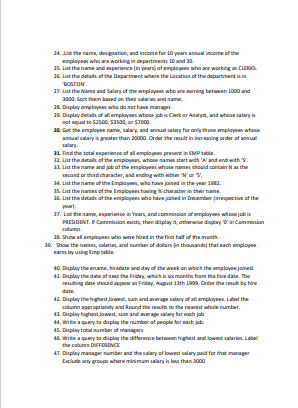 24. .List the name, designation, and income for 10 years annual income of the
employees who are working in departments 10 and 30.
25. List the name and experience (in years) of employees who are working as CLERKS.
26. List the details of the Department where the Location of the department is in
'BOSTON'.
27. List the Name and Salary of the employees who are earning between 1000 and
3000. Sort them based on their salaries and name.
28. Display employees who do not have manager.
29. Display details of all employees whose job is Clerk or Analyst, and whose salary is
not equal to $2500, $3500, or $7000.
30. Get the employee name, salary, and annual salary for only those employees whose
annual salary is greater than 20000. Order the result in increasing order of annual
salary.
31. Find the total experience of all employees present in EMP table.
32. List the details of the employees, whose names start with 'A' and end with 'S'.
33. List the name and job of the employees whose names should contain N as the
second or third character, and ending with either 'N' or 'S'.
34. List the name of the Employees, who have joined in the year 1982.
35. List the names of the Employees having % character in their name.
36. List the details of the employees who have joined in December (irrespective of the
year).
37. List the name, experience in Years, and commission of employees whose job is
PRESIDENT. If Commission exists, then display it, otherwise display '0' in Commission
column.
38. Show all employees who were hired in the first half of the month.
39. Show the names, salaries, and number of dollars (in thousands) that each employee
earns by using Emp table.
40. Display the ename, hiredate and day of the week on which the employee joined.
41. Display the date of the next Friday, which is six months from the hire date. The
resulting date should appear as Friday, August 13th 1999. Order the result by hire
date.
42. Display the highest,lowest, sum and average salary of all employees. Label the
column appropriately and Round the results to the nearest whole number.
43. Display highest,lowest, sum and average salary for each job
44. Write a query to display the number of people for each job.
45. Display total number of managers
46. Write a query to display the difference between highest and lowest salaries. Label
the column DIFFERENCE
47. Display manager number and the salary of lowest salary paid for that manager
Exclude any groups where minimum salary is less than 3000